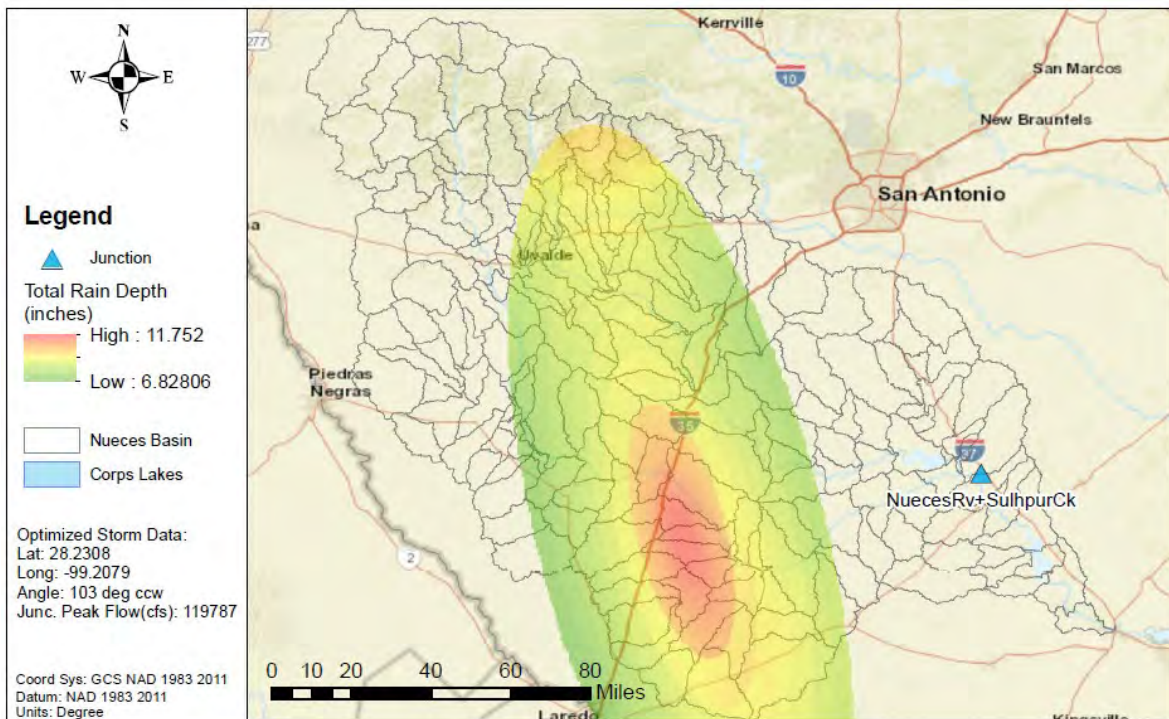 N
W E
S
Legend
Junction
Total Rain Depth
(inches)
High : 11.752
Low : 6.82806
Nueces Basin
Corps Lakes
Optimized Storm Data:
Lat: 28.2308
Long: -99.2079
Angle: 103 deg ccw
Junc. Peak Flow(cfs): 119787
Coord Sys: GCS NAD 1983 2011
Datum: NAD 1983 2011
Units: Degree
277
Kerrville
10
San Marcos
New Braunfels
San Antonio
a
Uvalde
Piedras
Negras
35
37
NuecesRv+SulhpurCk
2
0 10 20 40 60 80
Miles
Laredo
Kingsville